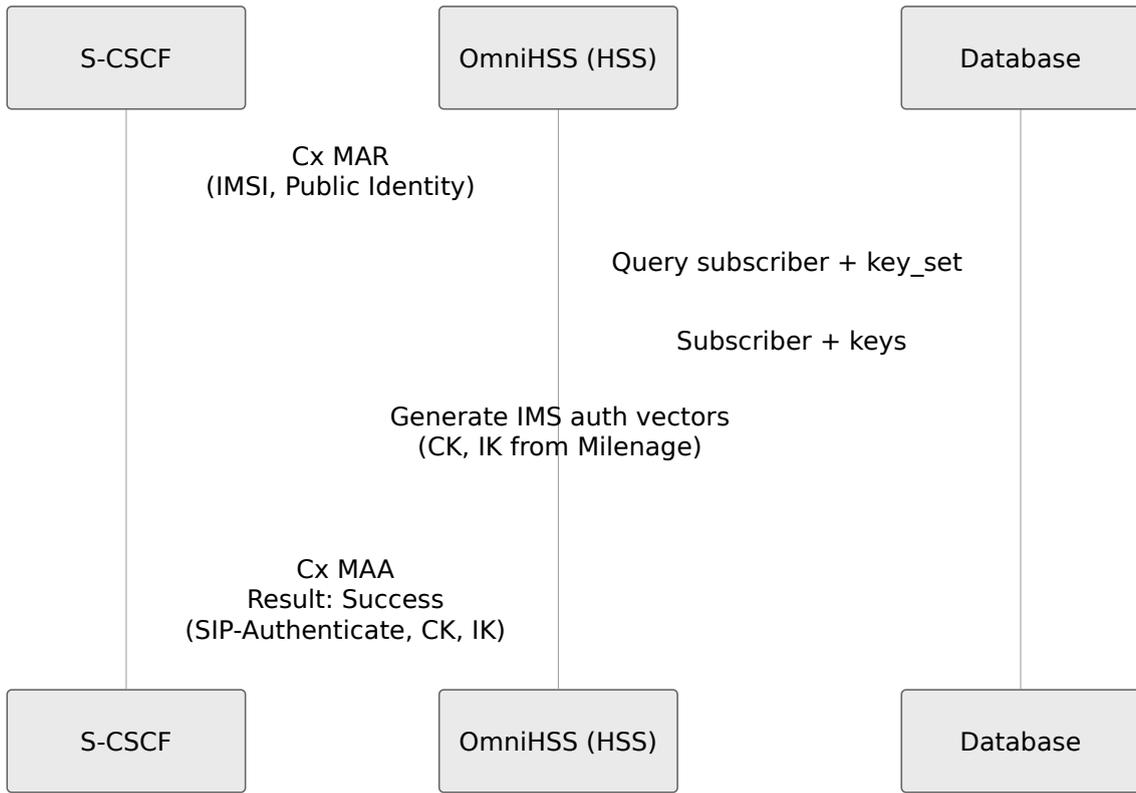 S-CSCF
OmniHSS (HSS)
Database
Cx MAR
(IMSI, Public Identity)
Query subscriber + key_set
Subscriber + keys
Generate IMS auth vectors
(CK, IK from Milenage)
Cx MAA
Result: Success
(SIP-Authenticate, CK, IK)
S-CSCF
OmniHSS (HSS)
Database